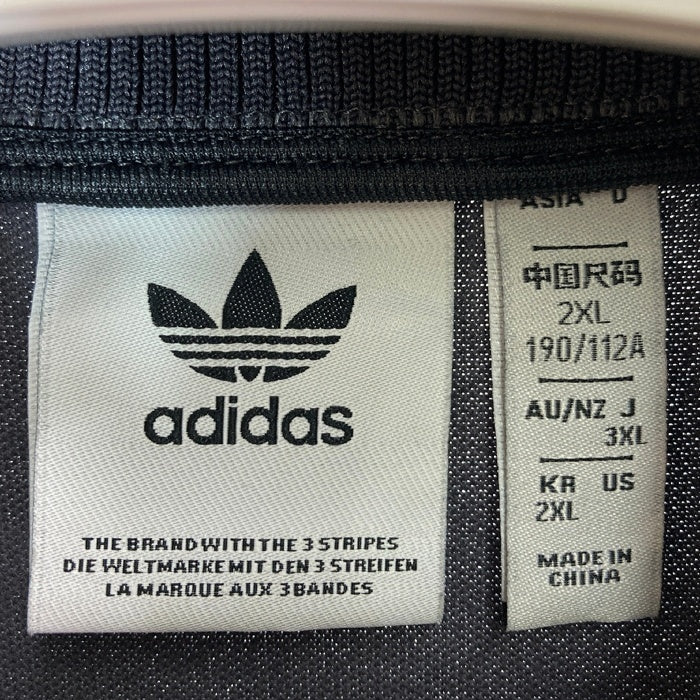 adidas
THE BRAND WITH THE 3 STRIPES
DIE WELTMARKE MIT DEN 3 STREIFEN
LA MARQUE AUX 3 BANDES
ASIA D
中国尺码
2XL
190/112A
AU/NZ J
3XL
KR US
2XL
MADE IN
CHINA